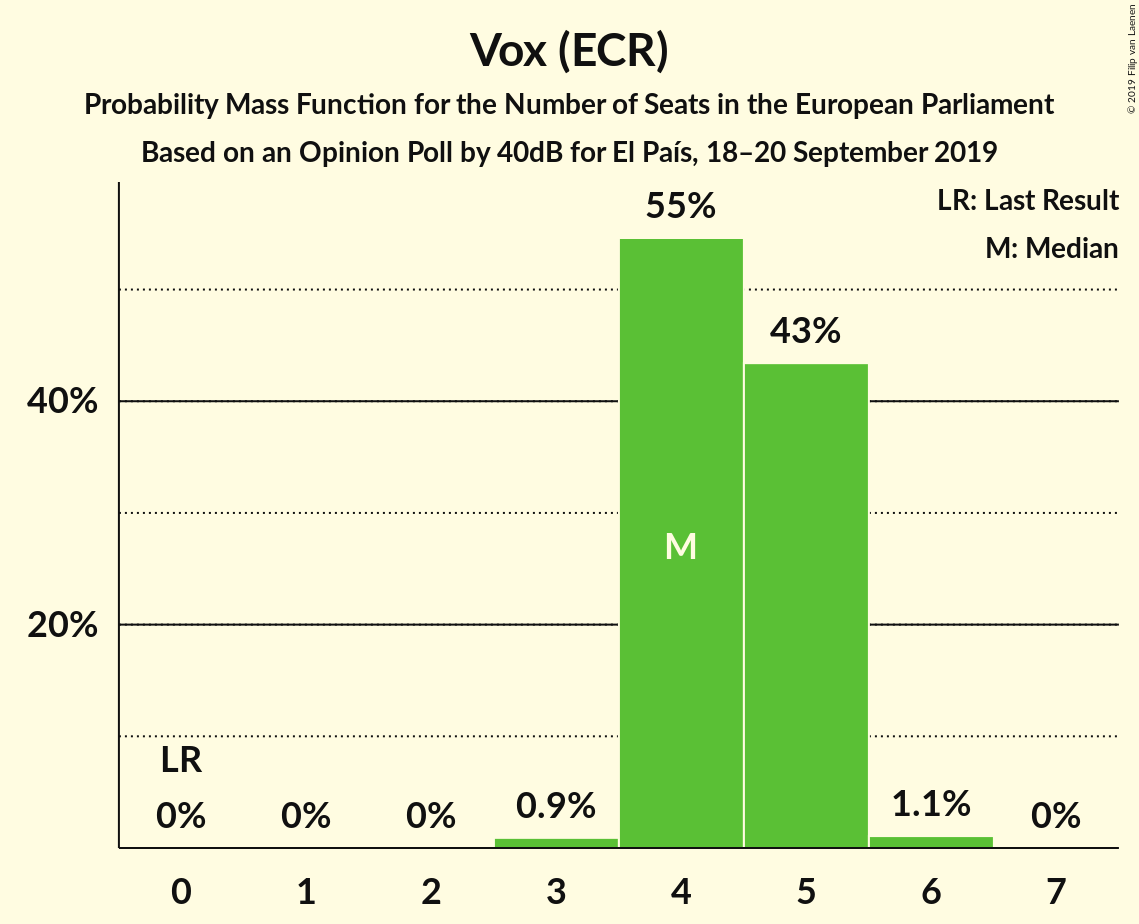 Vox (ECR)
Probability Mass Function for the Number of Seats in the European Parliament
Based on an Opinion Poll by 40dB for El País, 18–20 September 2019
© 2019 Filip van Laenen
LR: Last Result
M: Median
55%
43%
40%
M
20%
LR
0%
0%
0%
0.9%
1.1%
0%
0
1
2
3
4
5
6
7